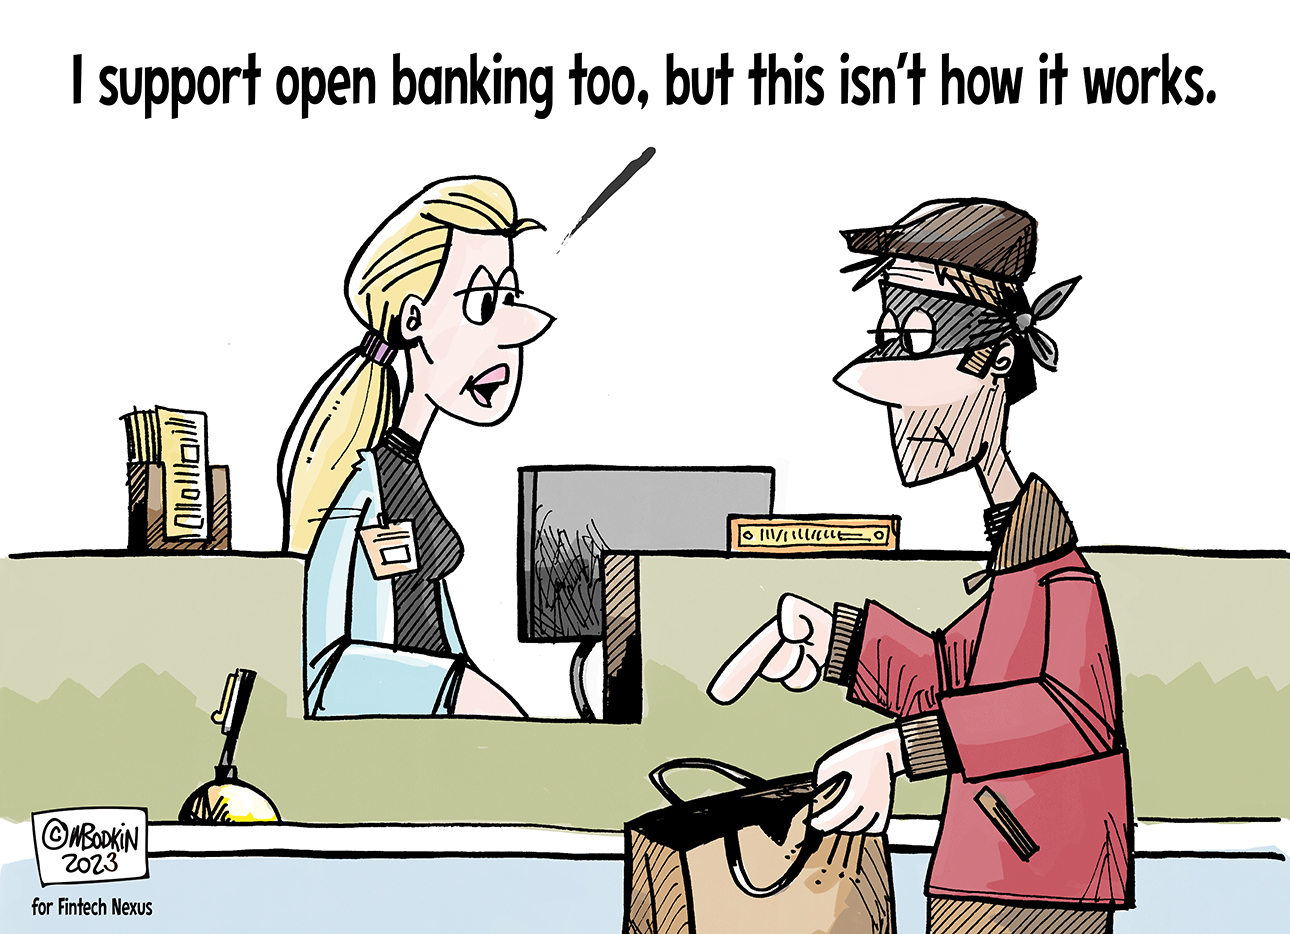 I support open banking too, but this isn't how it works.
©MBODKIN
2023
for Fintech Nexus